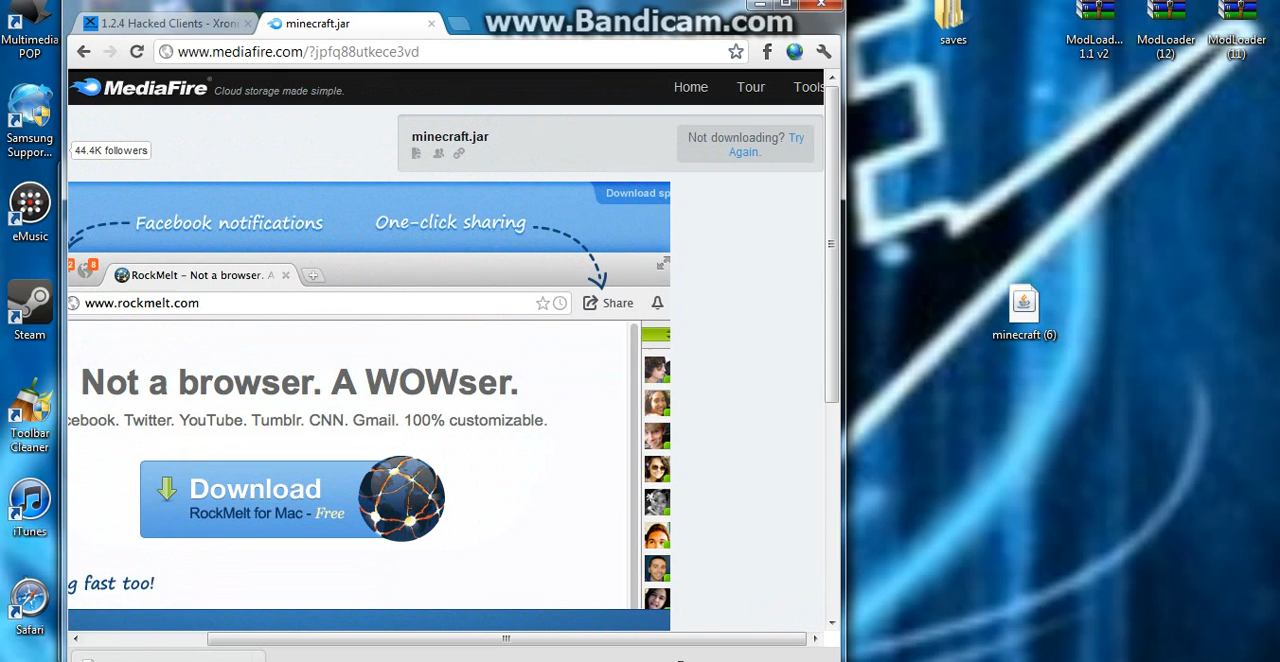 www.Bandicam.com
1.2.4 Hacked Clients - Xron
minecraft.jar
www.mediafire.com/?jpfq88utkece3vd
MediaFire
Cloud storage made simple.
Home
Tour
Tools
44.4K followers
minecraft.jar
Not downloading? Try
Again.
Download sp
Facebook notifications
One-click sharing
2
8
RockMelt – Not a browser. A
www.rockmelt.com
Share
Not a browser. A WOWser.
cebook. Twitter. YouTube. Tumblr. CNN. Gmail. 100% customizable.
Download
RockMelt for Mac - Free
g fast too!
Multimedia
POP
Samsung
Suppor...
eMusic
Steam
Toolbar
Cleaner
iTunes
Safari
saves
ModLoad...
1.1 v2
ModLoader
(12)
ModLoader
(11)
minecraft (6)